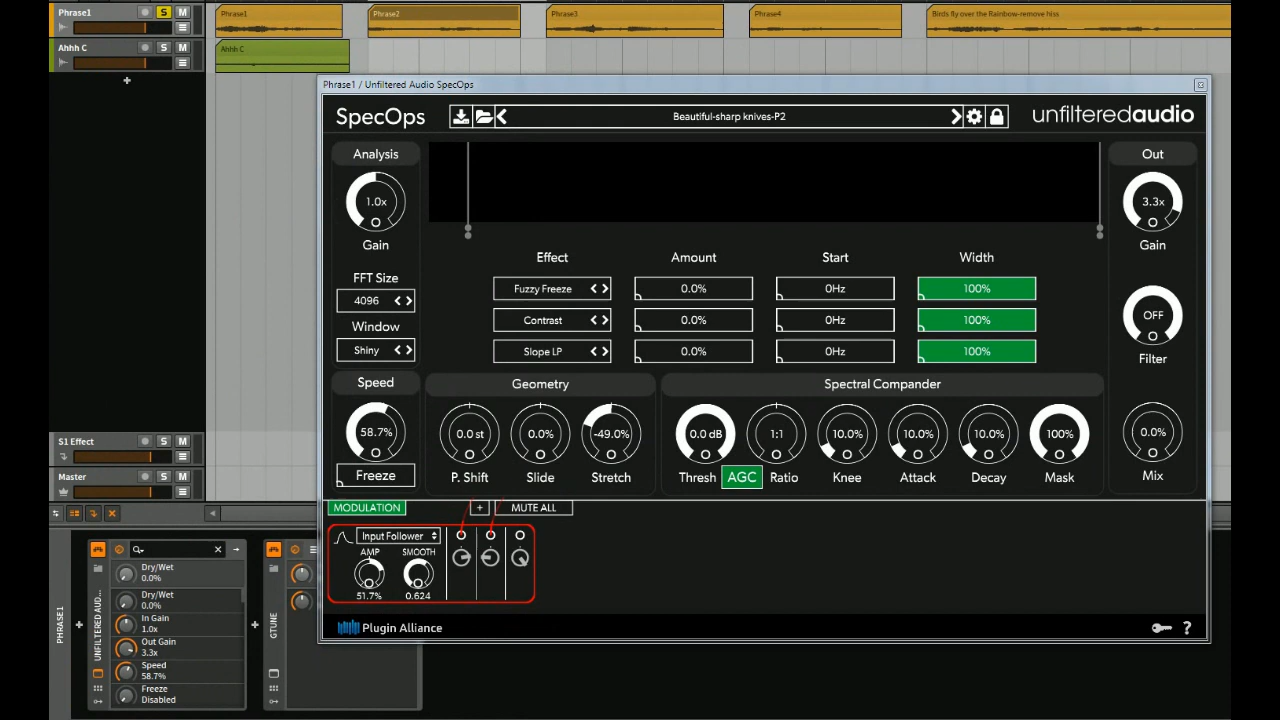 Phrase1 S M
Phrase1
Phrase2
Phrase3
Phrase4
Birds fly over the Rainbow-remove hiss
Ahhh C S M
Ahhh C
Phrase1 / Unfiltered Audio SpecOps
SpecOps
Beautiful-sharp knives-P2
unfilteredaudio
Analysis
Out
1.0x
3.3x
Gain
Gain
Effect Amount Start Width
FFT Size
4096
Fuzzy Freeze 0.0% 0Hz 100%
Window
Contrast 0.0% 0Hz 100%
OFF
Shiny
Slope LP 0.0% 0Hz 100%
Filter
Speed
Geometry
Spectral Compander
58.7%
0.0 st 0.0% -49.0%
0.0 dB 1:1 10.0% 10.0% 10.0% 100%
0.0%
Freeze
P. Shift Slide Stretch
Thresh AGC Ratio Knee Attack Decay Mask
Mix
S1 Effect S M
Master S M
MODULATION + MUTE ALL
Input Follower
AMP SMOOTH
51.7% 0.624
Plugin Alliance
?
PHRASE1
UNFILTERED AUD...
Dry/Wet
0.0%
Dry/Wet
0.0%
In Gain
1.0x
Out Gain
3.3x
Speed
58.7%
Freeze
Disabled
GTUNE